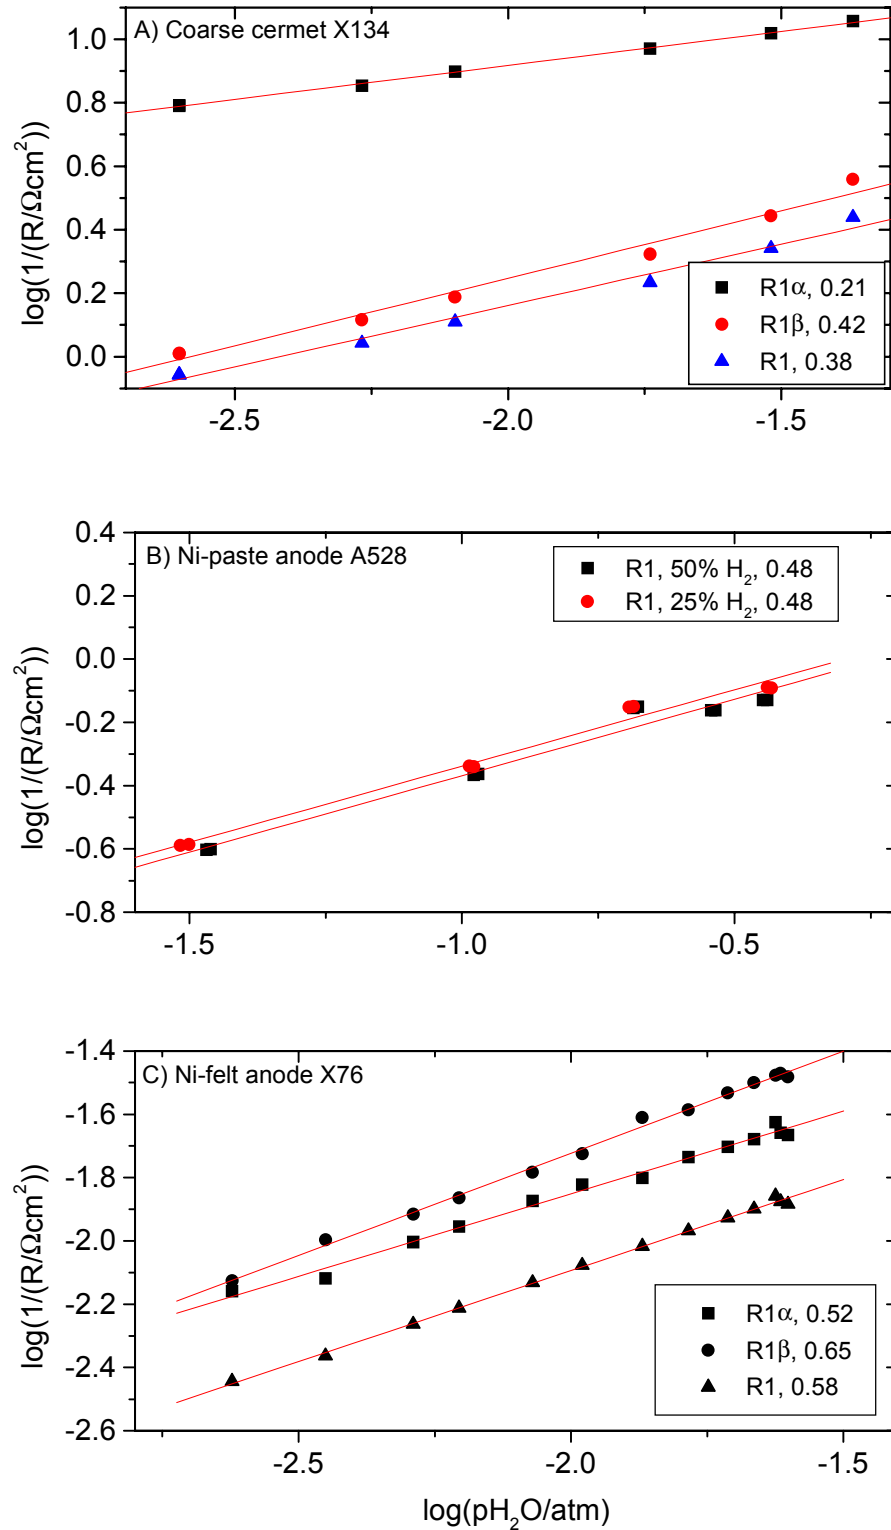 A) Coarse cermet X134
log(1/(R/Ωcm²))
1.0
0.8
0.6
0.4
0.2
0.0
R1α, 0.21
R1β, 0.42
R1, 0.38
-2.5 -2.0 -1.5
B) Ni-paste anode A528
log(1/(R/Ωcm²))
0.4
0.2
0.0
-0.2
-0.4
-0.6
-0.8
R1, 50% H₂, 0.48
R1, 25% H₂, 0.48
-1.5 -1.0 -0.5
C) Ni-felt anode X76
log(1/(R/Ωcm²))
-1.4
-1.6
-1.8
-2.0
-2.2
-2.4
-2.6
R1α, 0.52
R1β, 0.65
R1, 0.58
-2.5 -2.0 -1.5
log(pH₂O/atm)